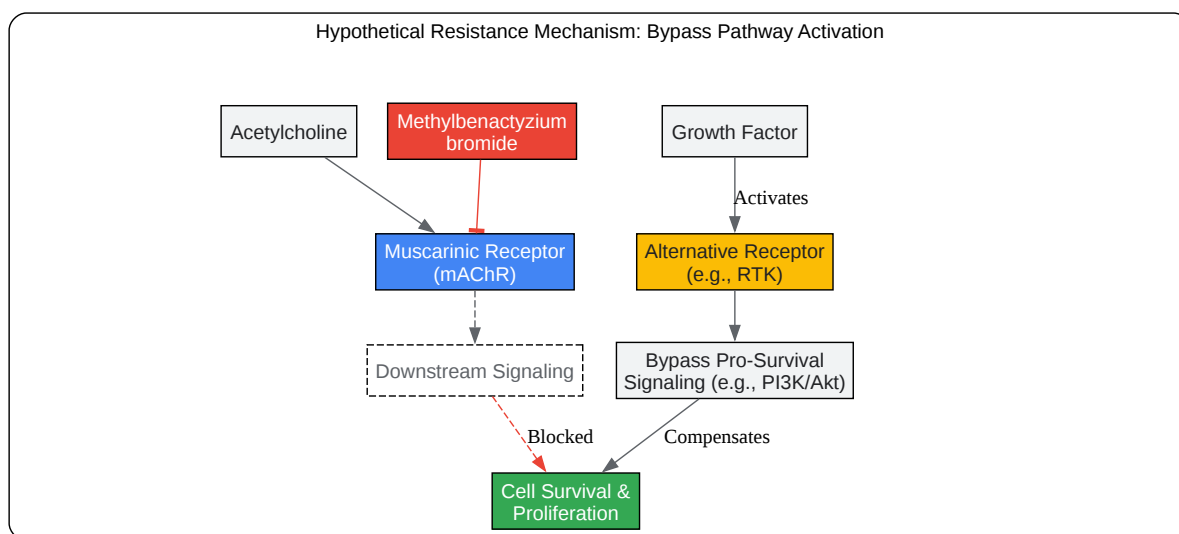 Hypothetical Resistance Mechanism: Bypass Pathway Activation
Acetylcholine
Methylbenactyzium
bromide
Growth Factor
Activates
Muscarinic Receptor
(mAChR)
Alternative Receptor
(e.g., RTK)
Downstream Signaling
Bypass Pro-Survival
Signaling (e.g., PI3K/Akt)
Blocked
Compensates
Cell Survival &
Proliferation